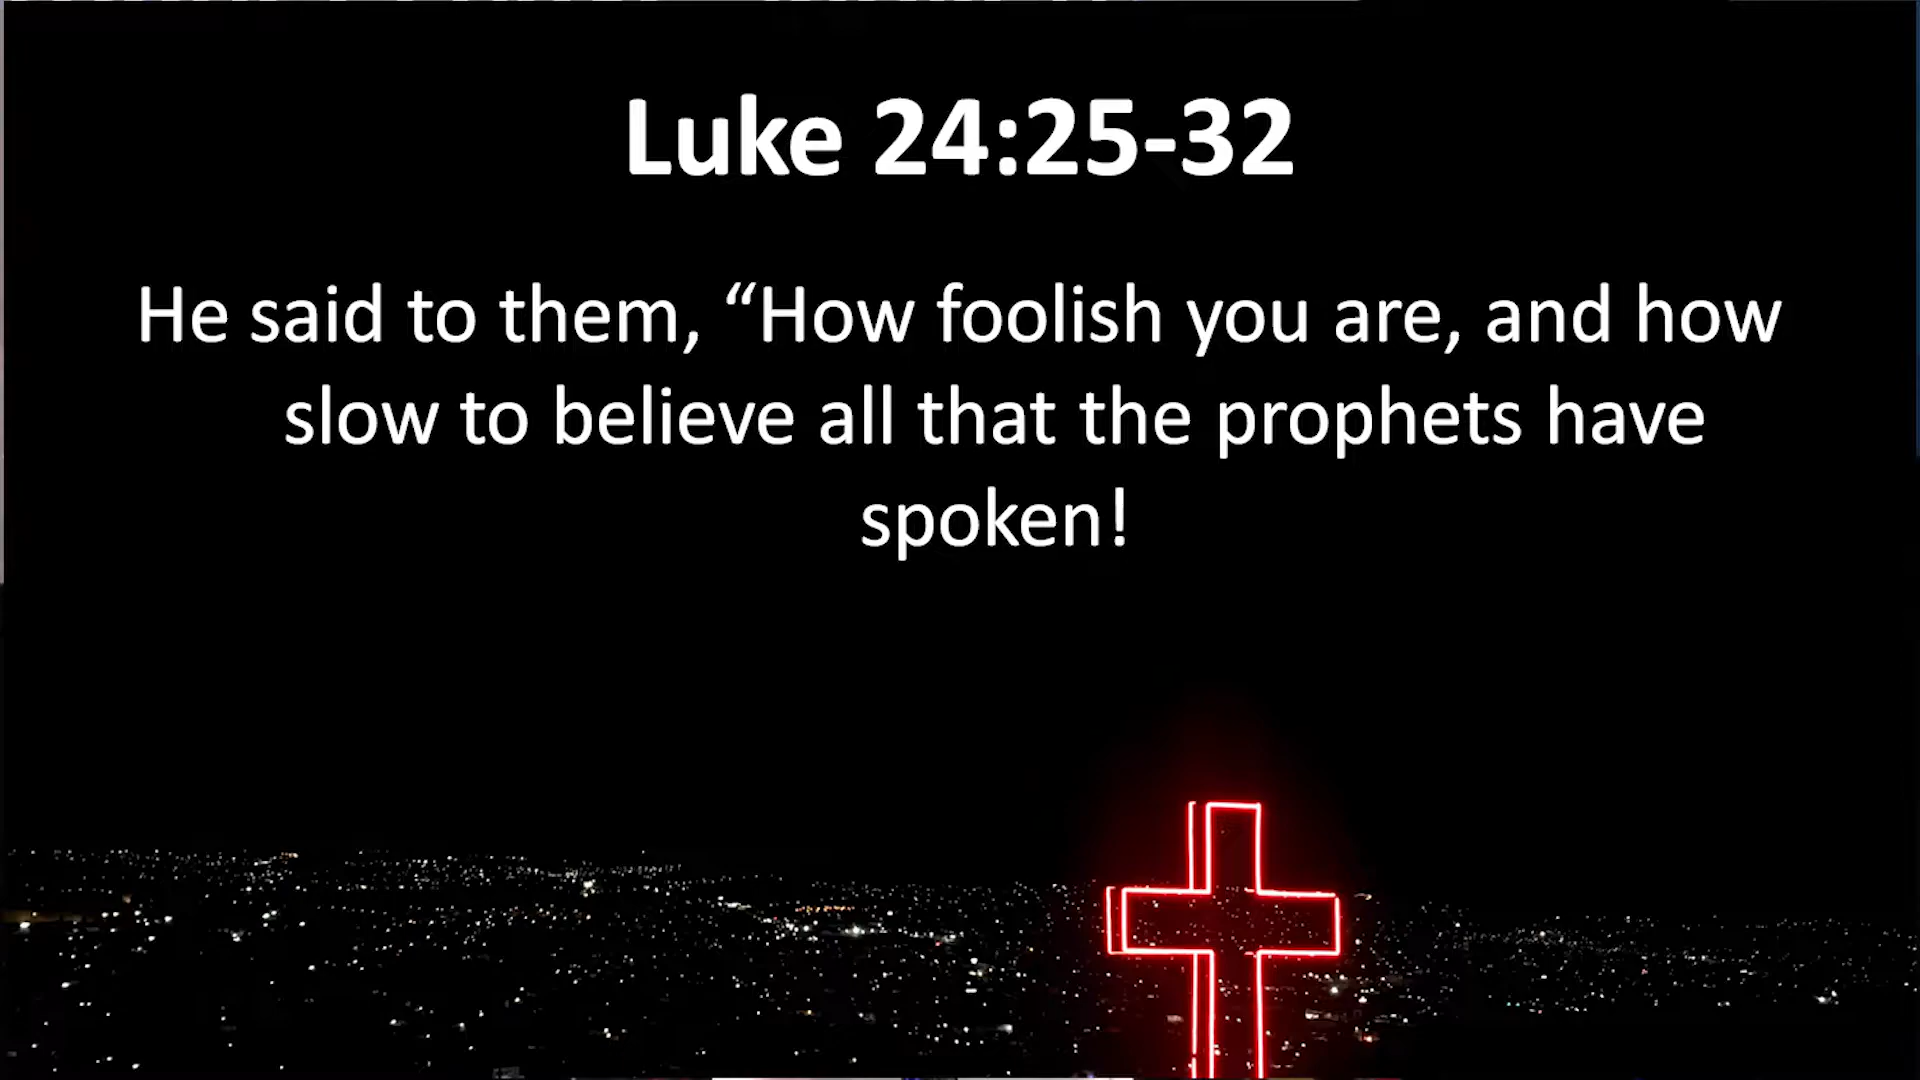 Luke 24:25-32
He said to them, “How foolish you are, and how
slow to believe all that the prophets have
spoken!